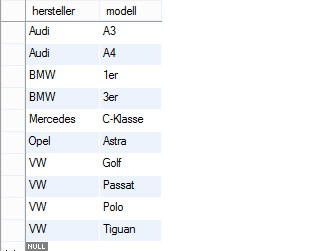 hersteller modell
Audi A3
Audi A4
BMW 1er
BMW 3er
Mercedes C-Klasse
Opel Astra
VW Golf
VW Passat
VW Polo
VW Tiguan
NULL